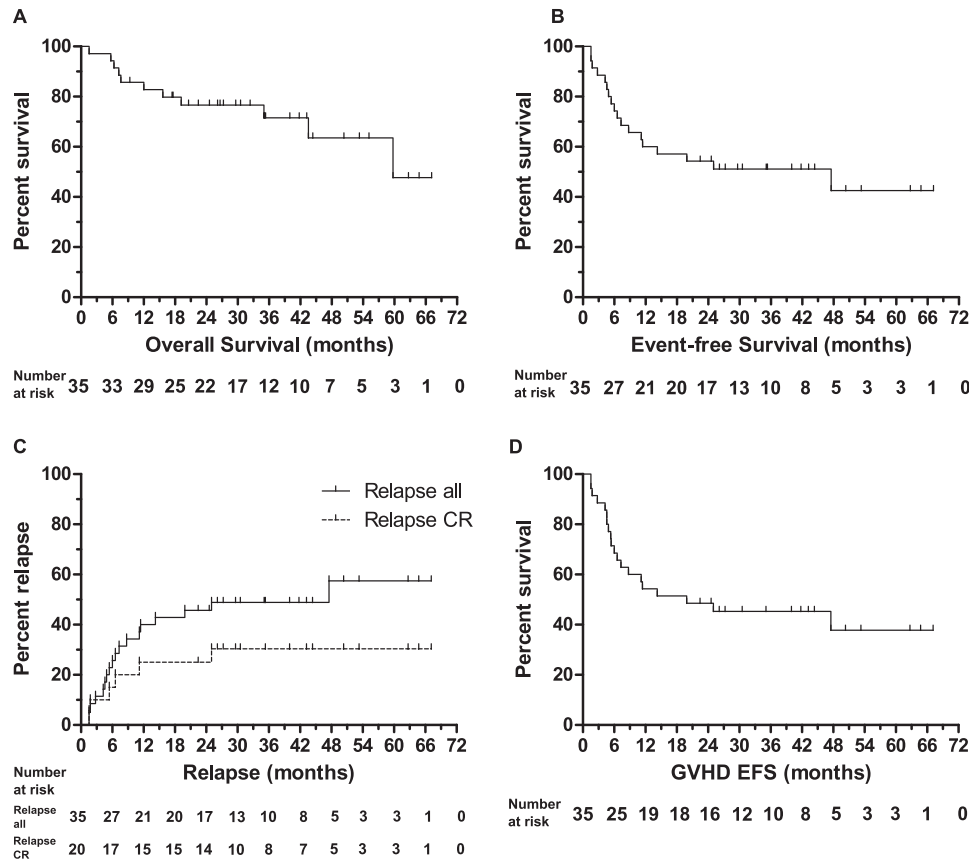 A
100
80
60
40
20
0
Percent survival
0 6 12 18 24 30 36 42 48 54 60 66 72
Overall Survival (months)
Number
at risk 35 33 29 25 22 17 12 10 7 5 3 1 0
B
100
80
60
40
20
0
Percent survival
0 6 12 18 24 30 36 42 48 54 60 66 72
Event-free Survival (months)
Number
at risk 35 27 21 20 17 13 10 8 5 3 3 1 0
C
100
80
60
40
20
0
Percent relapse
Relapse all
Relapse CR
0 6 12 18 24 30 36 42 48 54 60 66 72
Relapse (months)
Number
at risk
Relapse
all 35 27 21 20 17 13 10 8 5 3 3 1 0
Relapse
CR 20 17 15 15 14 10 8 7 5 3 3 1 0
D
100
80
60
40
20
0
Percent survival
0 6 12 18 24 30 36 42 48 54 60 66 72
GVHD EFS (months)
Number
at risk 35 25 19 18 16 12 10 8 5 3 3 1 0